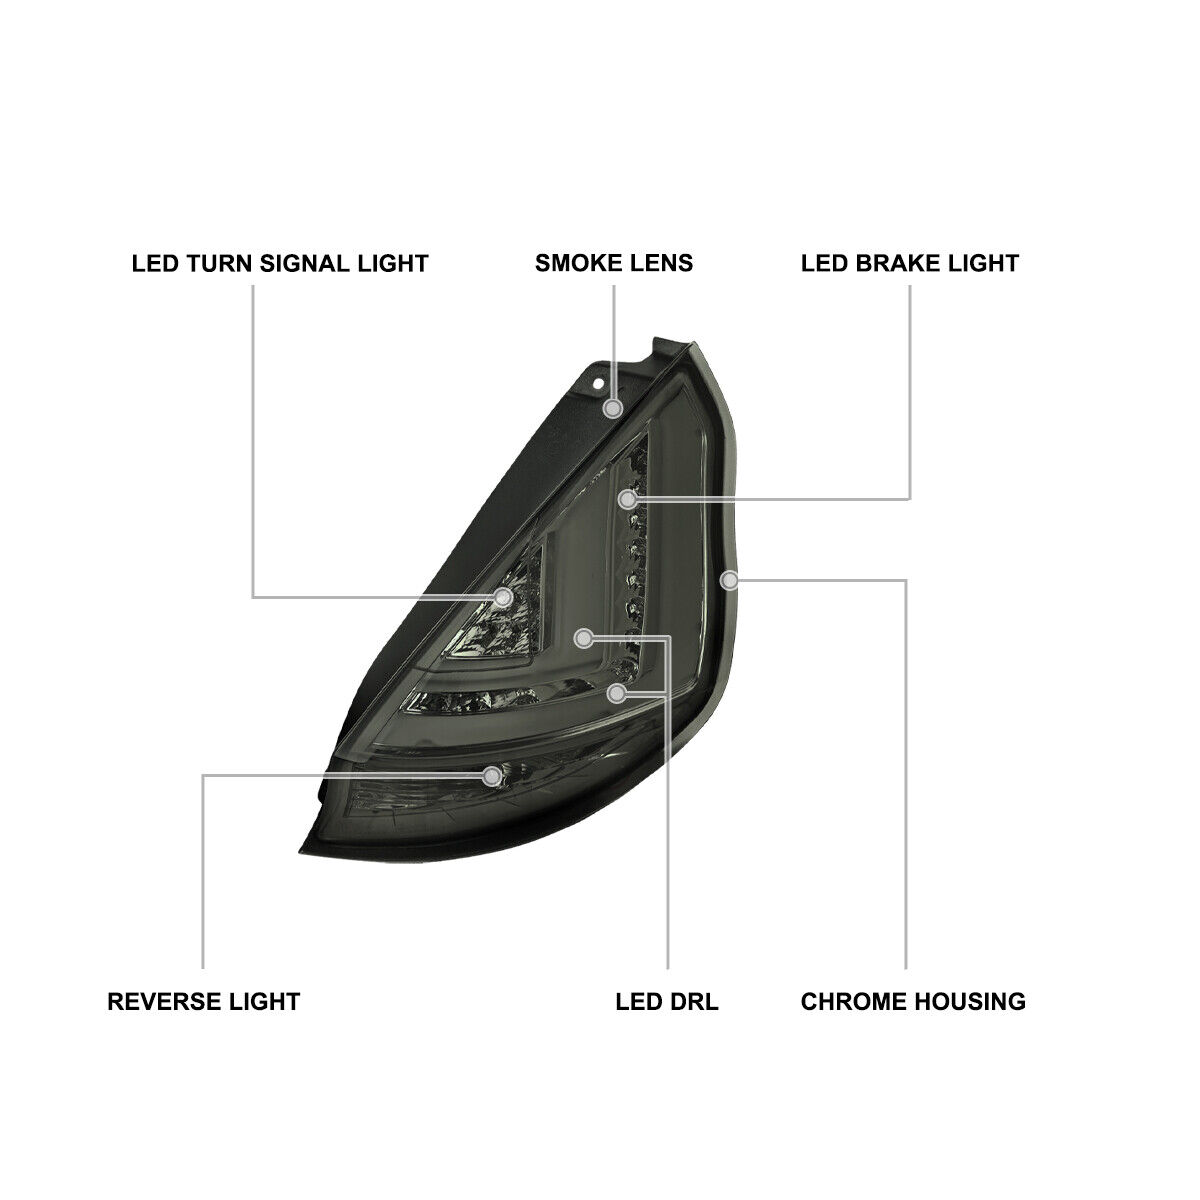 LED TURN SIGNAL LIGHT
SMOKE LENS
LED BRAKE LIGHT
REVERSE LIGHT
LED DRL
CHROME HOUSING